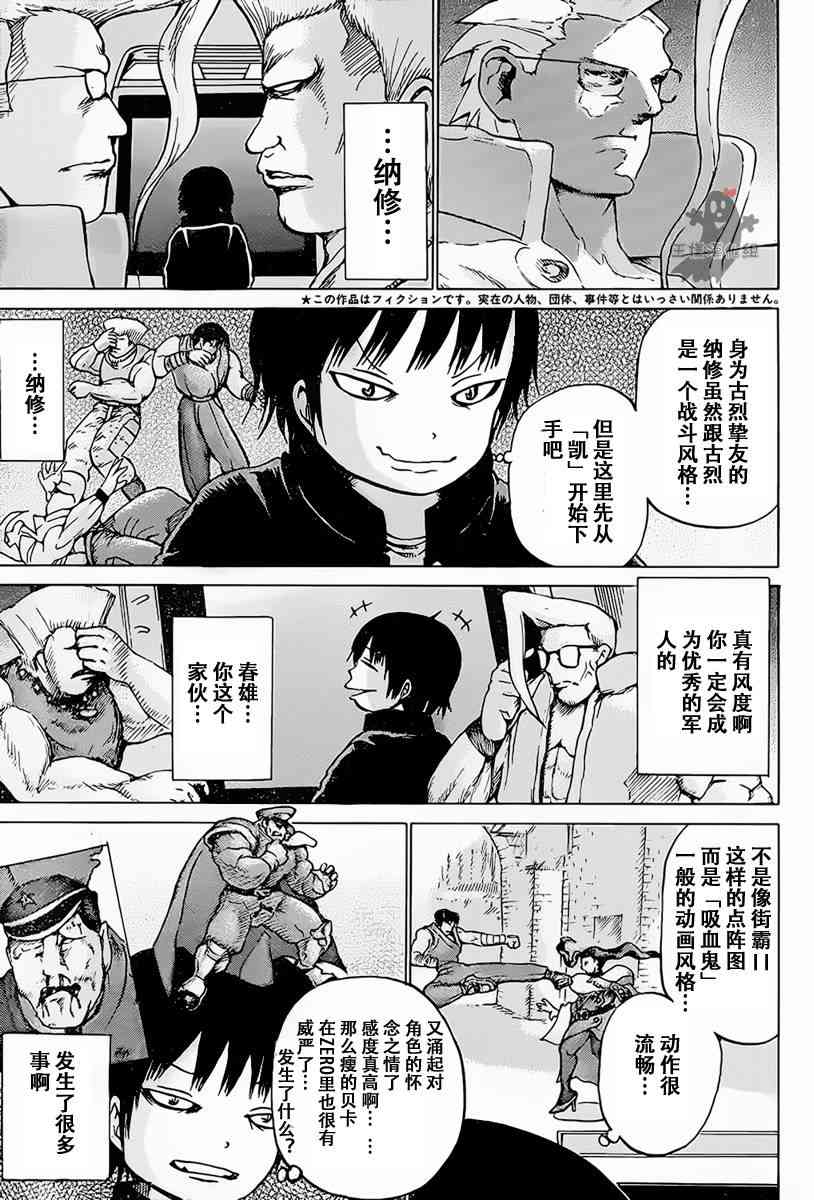 …纳修…
王道漫作组
★この作品はフィクションです。実在の人物、団体、事件等とはいっさい関係ありません。
身为古烈挚友的
纳修虽然跟古烈
是一个战斗风格…
但是这里先从
「凯」开始下
手吧
…纳修…
真有风度啊
你一定会成
为优秀的军
人的
春雄
你这个
家伙…
不是像街霸II
这样的点阵图
而是「吸血鬼」
一般的动画风格…
动作很
流畅…
又涌起对
角色的怀
念之情了
感度真高啊……
那么瘦的贝卡
在ZERO里也很有
威严了…
发生了什么?
发生了很多
事啊